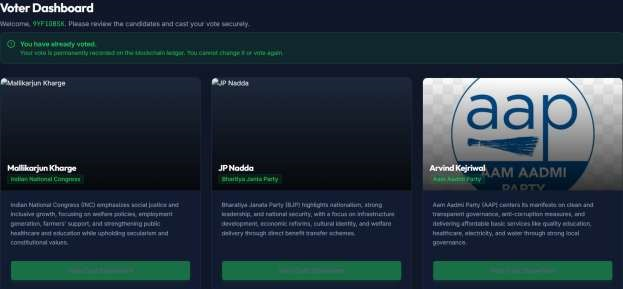 Voter Dashboard
Welcome, 9YF1GBSK. Please review the candidates and cast your vote securely.
You have already voted.
Your vote is permanently recorded on the blockchain ledger. You cannot change it or vote again.
Mallikarjun Kharge
JP Nadda
aap
AAM AADMI
PARTY
Mallikarjun Kharge
Indian National Congress
JP Nadda
Bharatiya Janta Party
Arvind Kejriwal
Aam Aadmi Party
Indian National Congress (INC) emphasizes social justice and
inclusive growth, focusing on welfare policies, employment
generation, farmers' support, and strengthening public
healthcare and education while upholding secularism and
constitutional values.
Bharatiya Janata Party (BJP) highlights nationalism, strong
leadership, and national security, with a focus on infrastructure
development, economic reforms, cultural identity, and welfare
delivery through direct benefit transfer schemes.
Aam Aadmi Party (AAP) centers its manifesto on clean and
transparent governance, anti-corruption measures, and
delivering affordable basic services like quality education,
healthcare, electricity, and water through strong local
governance.